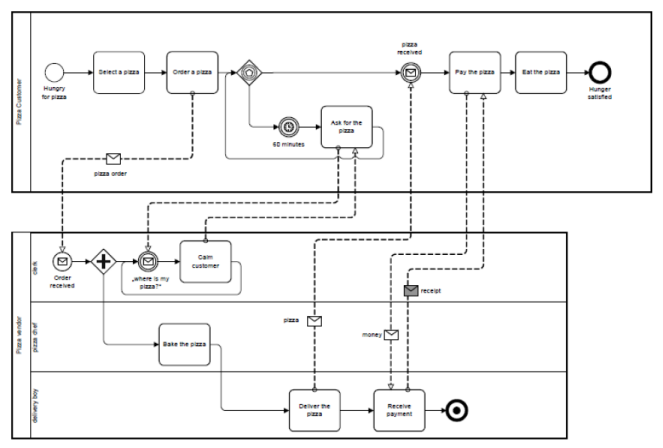 Pizza Customer
Hungry
for pizza
Select a pizza
Order a pizza
pizza
received
Pay the pizza
Eat the pizza
Hunger
satisfied
60 minutes
Ask for the
pizza
pizza order
Pizza vendor
clerk
Order
received
„where is my
pizza?“
Calm
customer
receipt
pizza chef
pizza
money
Bake the pizza
delivery boy
Deliver the
pizza
Receive
payment